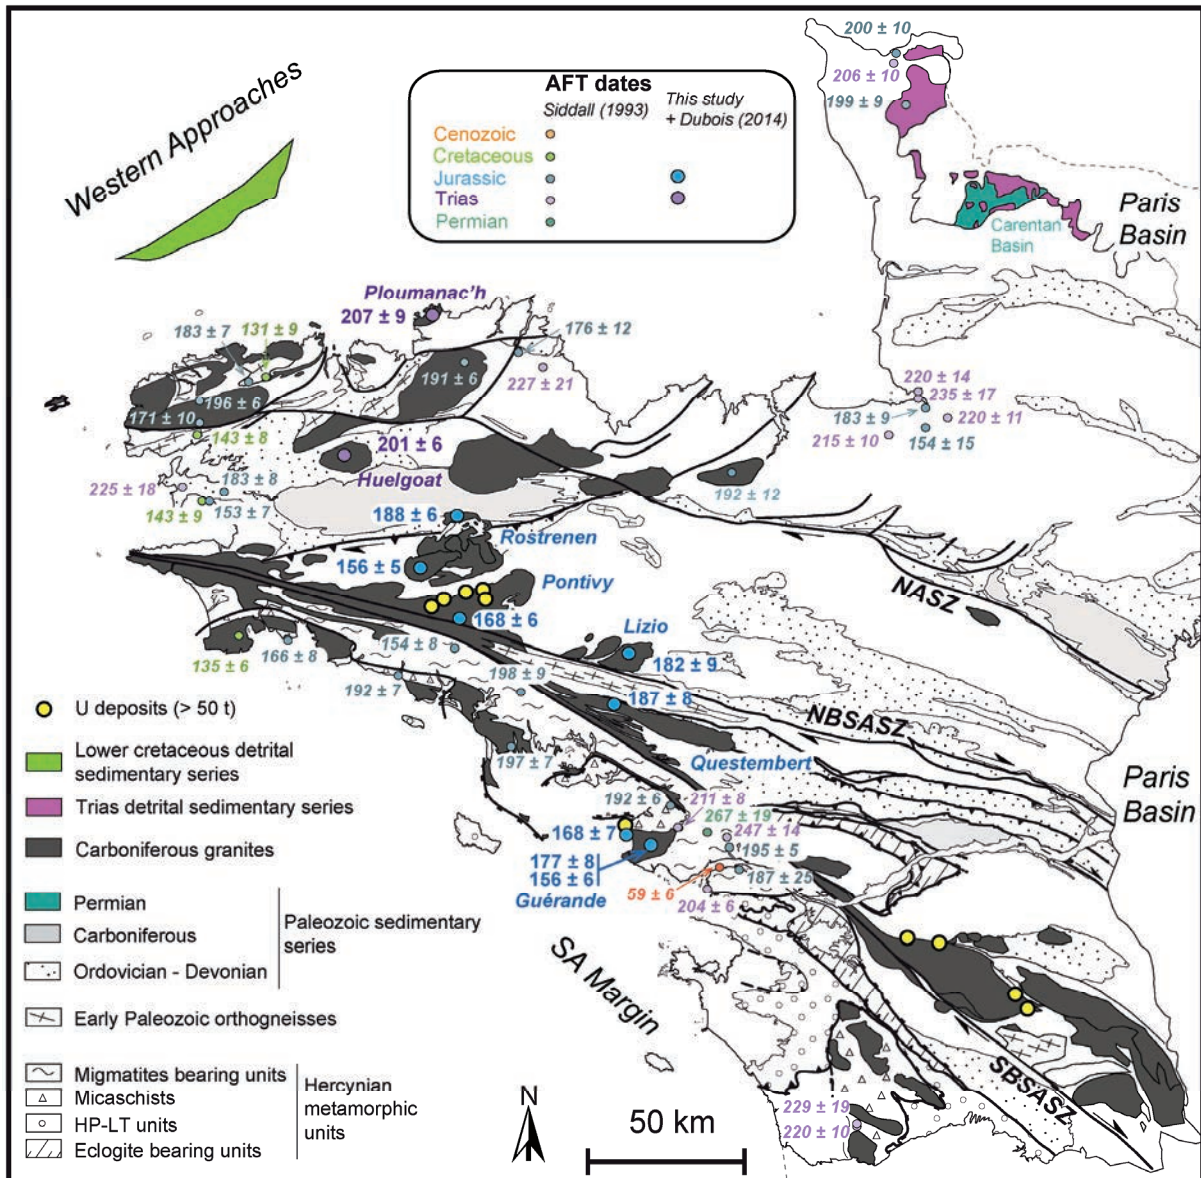 Western Approaches
AFT dates
Siddall (1993)
This study
+ Dubois (2014)
Cenozoic
Cretaceous
Jurassic
Trias
Permian
200 ± 10
206 ± 10
199 ± 9
Paris
Basin
Carentan
Basin
Ploumanac'h
207 ± 9
183 ± 7
131 ± 9
176 ± 12
191 ± 6
227 ± 21
196 ± 6
171 ± 10
143 ± 8
220 ± 14
235 ± 17
183 ± 9
220 ± 11
215 ± 10
154 ± 15
201 ± 6
Huelgoat
192 ± 12
225 ± 18
183 ± 8
143 ± 9
153 ± 7
188 ± 6
Rostrenen
156 ± 5
Pontivy
168 ± 6
NASZ
Lizio
182 ± 9
154 ± 8
135 ± 6
166 ± 8
192 ± 7
198 ± 9
187 ± 8
NBSASZ
197 ± 7
Questembert
Paris
Basin
192 ± 6
211 ± 8
168 ± 7
267 ± 19
247 ± 14
195 ± 5
177 ± 8
156 ± 6
Guérande
187 ± 25
59 ± 6
204 ± 6
SA Margin
SBSASZ
229 ± 19
220 ± 10
U deposits (> 50 t)
Lower cretaceous detrital
sedimentary series
Trias detrital sedimentary series
Carboniferous granites
Permian
Carboniferous
Ordovician - Devonian
Paleozoic sedimentary
series
Early Paleozoic orthogneisses
Migmatites bearing units
Micaschists
HP-LT units
Eclogite bearing units
Hercynian
metamorphic
units
N
50 km